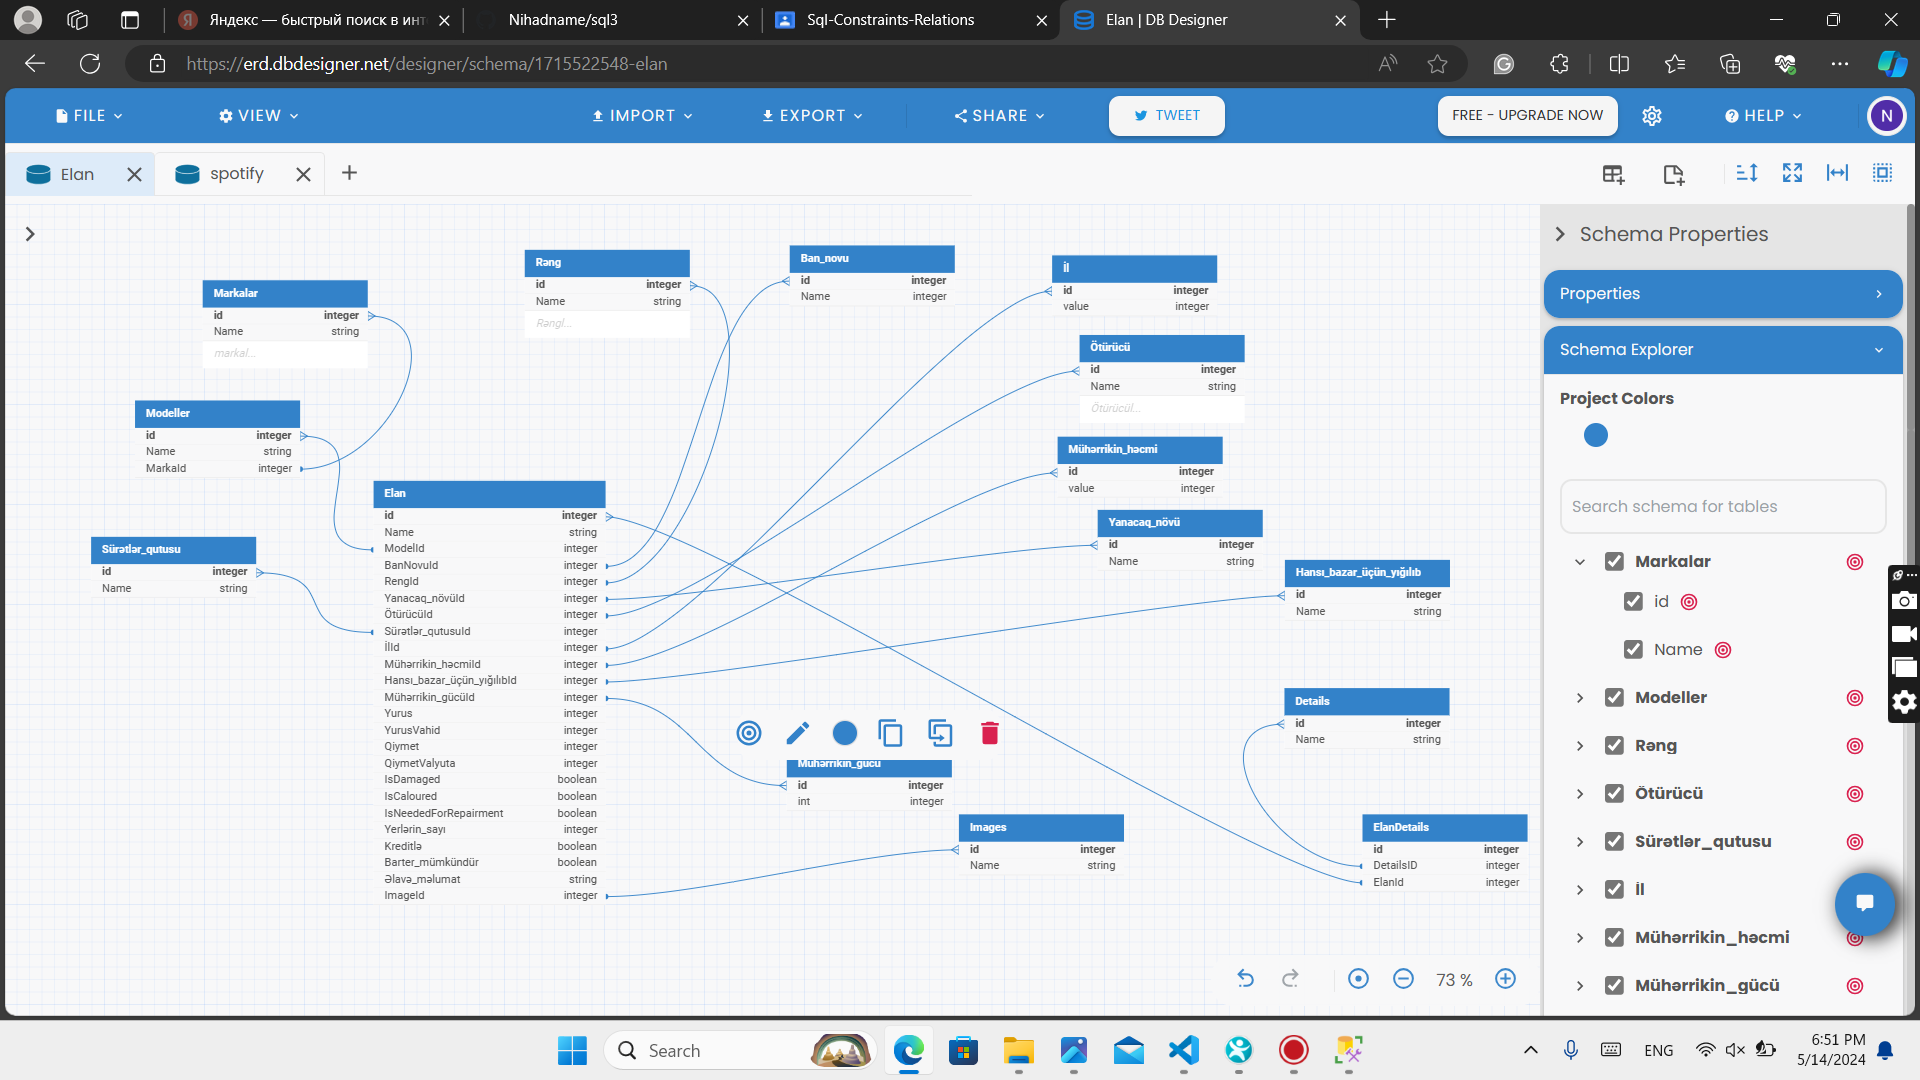 Яндекс — быстрый поиск в инт
Nihadname/sql3
Sql-Constraints-Relations
Elan | DB Designer
https://erd.dbdesigner.net/designer/schema/1715522548-elan
FILE
VIEW
IMPORT
EXPORT
SHARE
TWEET
FREE - UPGRADE NOW
HELP
N
Elan
spotify
Schema Properties
Properties
Schema Explorer
Project Colors
Search schema for tables
Markalar
id
Name
Modeller
Rəng
Ötürücü
Sürətlər_qutusu
İl
Mühərrikin_həcmi
Mühərrikin_gücü
Markalar
id integer
Name string
markal...
Rəng
id integer
Name string
Rəngl...
Ban_novu
id integer
Name integer
İl
id integer
value integer
Ötürücü
id integer
Name string
Ötürücül...
Modeller
id integer
Name string
MarkaId integer
Mühərrikin_həcmi
id integer
value integer
Yanacaq_növü
id integer
Name string
Sürətlər_qutusu
id integer
Name string
Hansı_bazar_üçün_yığılıb
id integer
Name string
Elan
id integer
Name string
ModelId integer
BanNovuId integer
RengId integer
Yanacaq_növüId integer
ÖtürücüId integer
Sürətlər_qutusuId integer
İlId integer
Mühərrikin_həcmiId integer
Hansı_bazar_üçün_yığılıbId integer
Mühərrikin_gücüId integer
Yurus integer
YurusVahid integer
Qiymet integer
QiymetValyuta integer
IsDamaged boolean
IsCaloured boolean
IsNeededForRepairment boolean
Yerlərin_sayı integer
Kreditlə boolean
Barter_mümkündür boolean
Əlavə_məlumat string
ImageId integer
Mühərrikin_gücü
id integer
int integer
Images
id integer
Name string
Details
id integer
Name string
ElanDetails
id integer
DetailsID integer
ElanId integer
73 %
Search
ENG
6:51 PM
5/14/2024